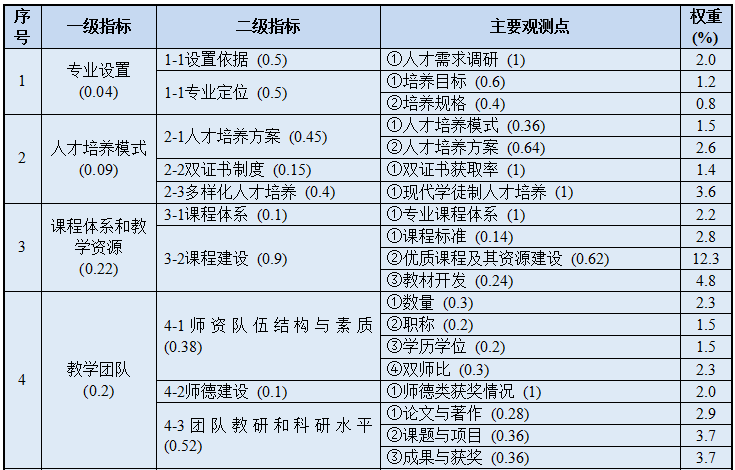 序号 一级指标 二级指标 主要观测点 权重(%)
1 专业设置 (0.04) 1-1设置依据 (0.5) ①人才需求调研 (1) 2.0
1-1专业定位 (0.5) ①培养目标 (0.6) 1.2
②培养规格 (0.4) 0.8
2 人才培养模式 (0.09) 2-1人才培养方案 (0.45) ①人才培养模式 (0.36) 1.5
②人才培养方案 (0.64) 2.6
2-2双证书制度 (0.15) ①双证书获取率 (1) 1.4
2-3多样化人才培养 (0.4) ①现代学徒制人才培养 (1) 3.6
3 课程体系和教学资源 (0.22) 3-1课程体系 (0.1) ①专业课程体系 (1) 2.2
3-2课程建设 (0.9) ①课程标准 (0.14) 2.8
②优质课程及其资源建设 (0.62) 12.3
③教材开发 (0.24) 4.8
4 教学团队 (0.2) 4-1师资队伍结构与素质 (0.38) ①数量 (0.3) 2.3
②职称 (0.2) 1.5
③学历学位 (0.2) 1.5
④双师比 (0.3) 2.3
4-2师德建设 (0.1) ①师德类获奖情况 (1) 2.0
4-3团队教研和科研水平 (0.52) ①论文与著作 (0.28) 2.9
②课题与项目 (0.36) 3.7
③成果与获奖 (0.36) 3.7